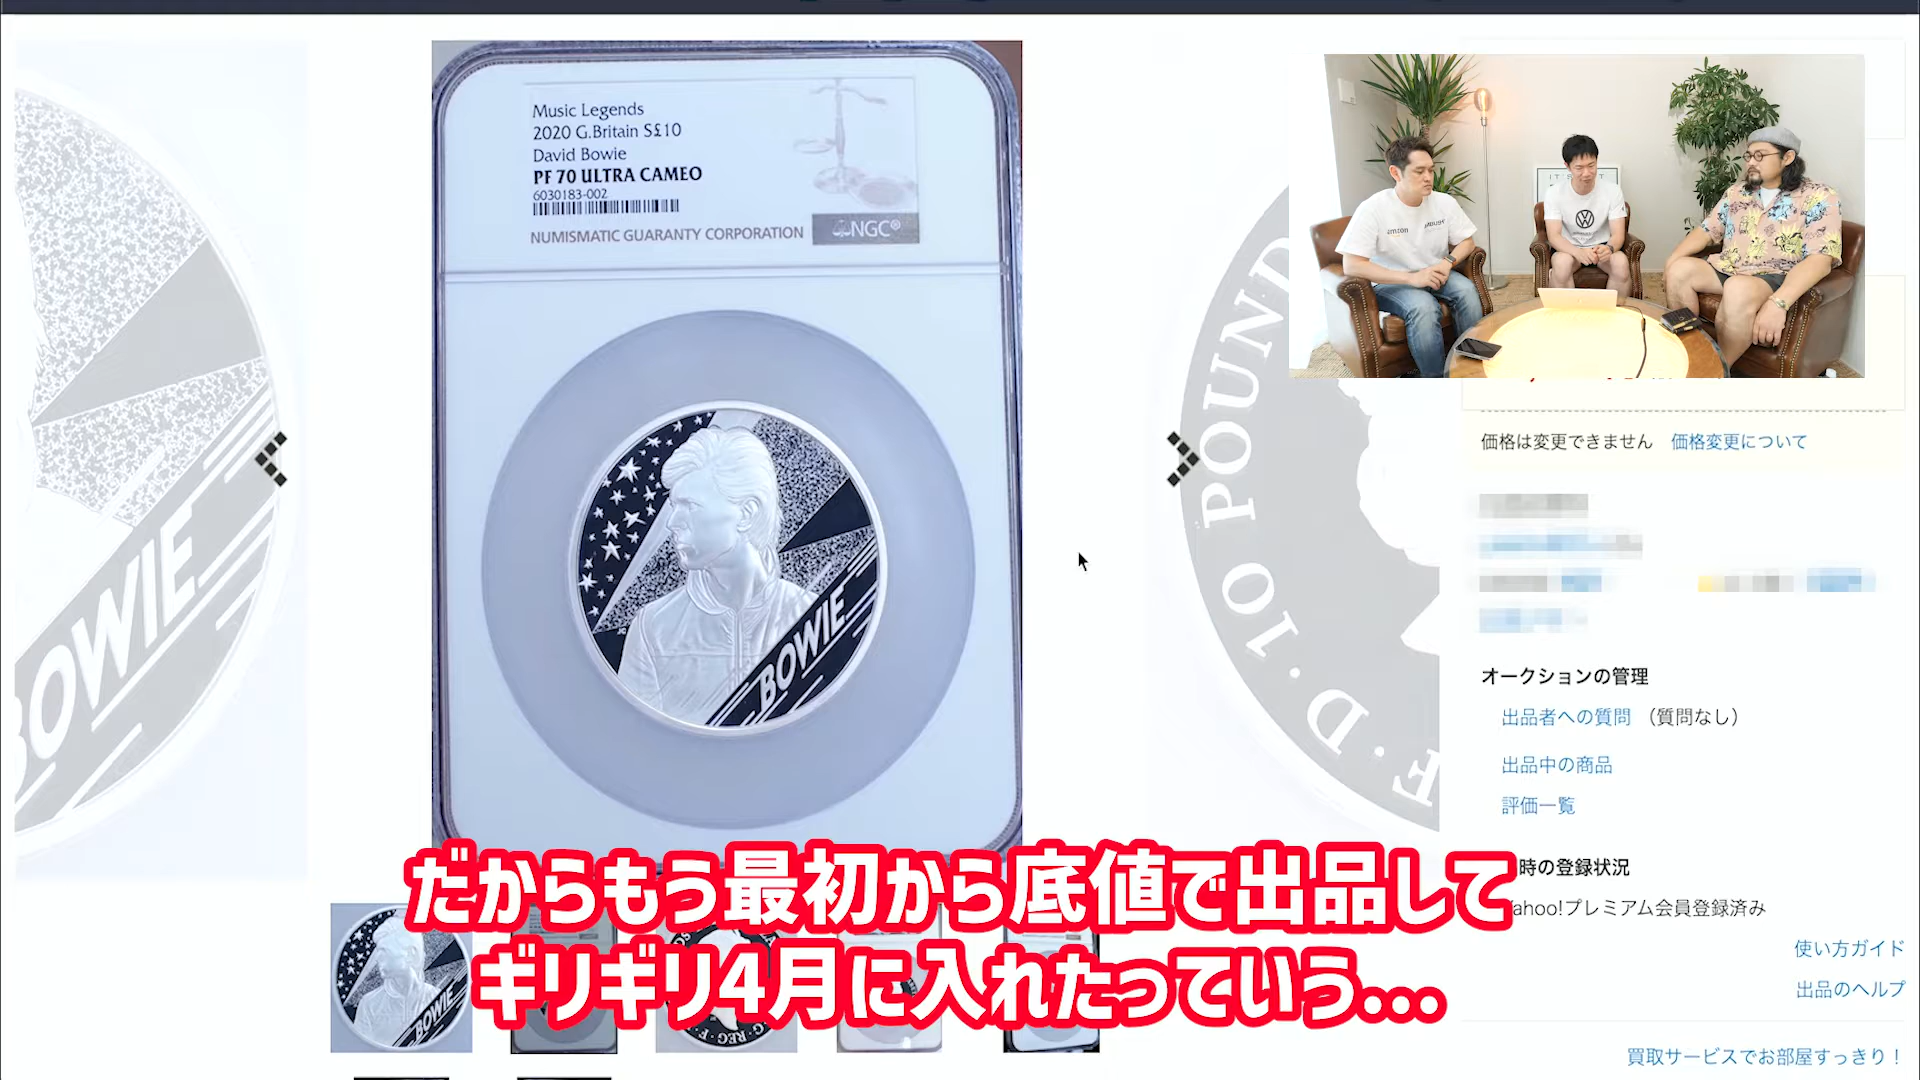 Music Legends
2020 G.Britain S£10
David Bowie
PF 70 ULTRA CAMEO
6030183-002
NUMISMATIC GUARANTY CORPORATION
NGC
BOWIE
BOWIE
D·10 POUND
amazon
価格は変更できません 価格変更について
オークションの管理
出品者への質問 （質問なし）
出品中の商品
評価一覧
時の登録状況
ahoo!プレミアム会員登録済み
使い方ガイド
出品のヘルプ
買取サービスでお部屋すっきり！
だからもう最初から底値で出品して
ギリギリ4月に入れたっていう...
BOWIE